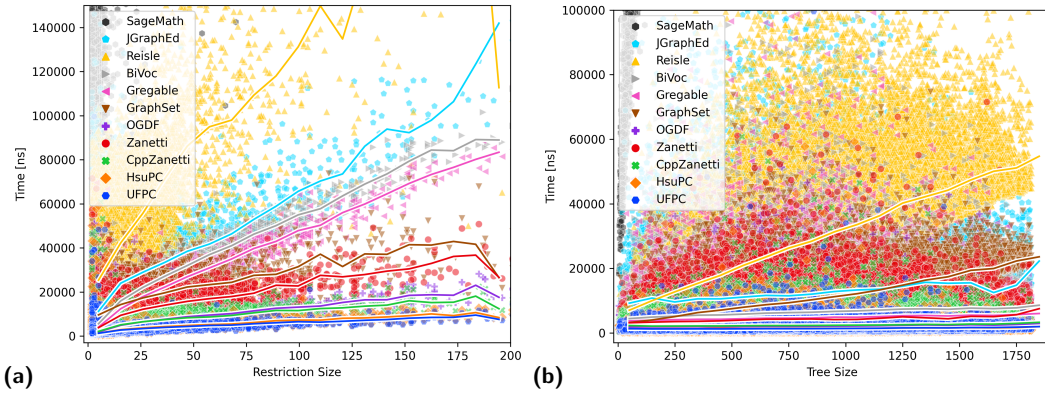 140000
120000
100000
80000
60000
40000
20000
0
Time [ns]
SageMath
JGraphEd
Reisle
BiVoc
Gregable
GraphSet
OGDF
Zanetti
CppZanetti
HsuPC
UFPC
0 25 50 75 100 125 150 175 200
Restriction Size
(a)
100000
80000
60000
40000
20000
0
Time [ns]
SageMath
JGraphEd
Reisle
BiVoc
Gregable
GraphSet
OGDF
Zanetti
CppZanetti
HsuPC
UFPC
0 250 500 750 1000 1250 1500 1750
Tree Size
(b)